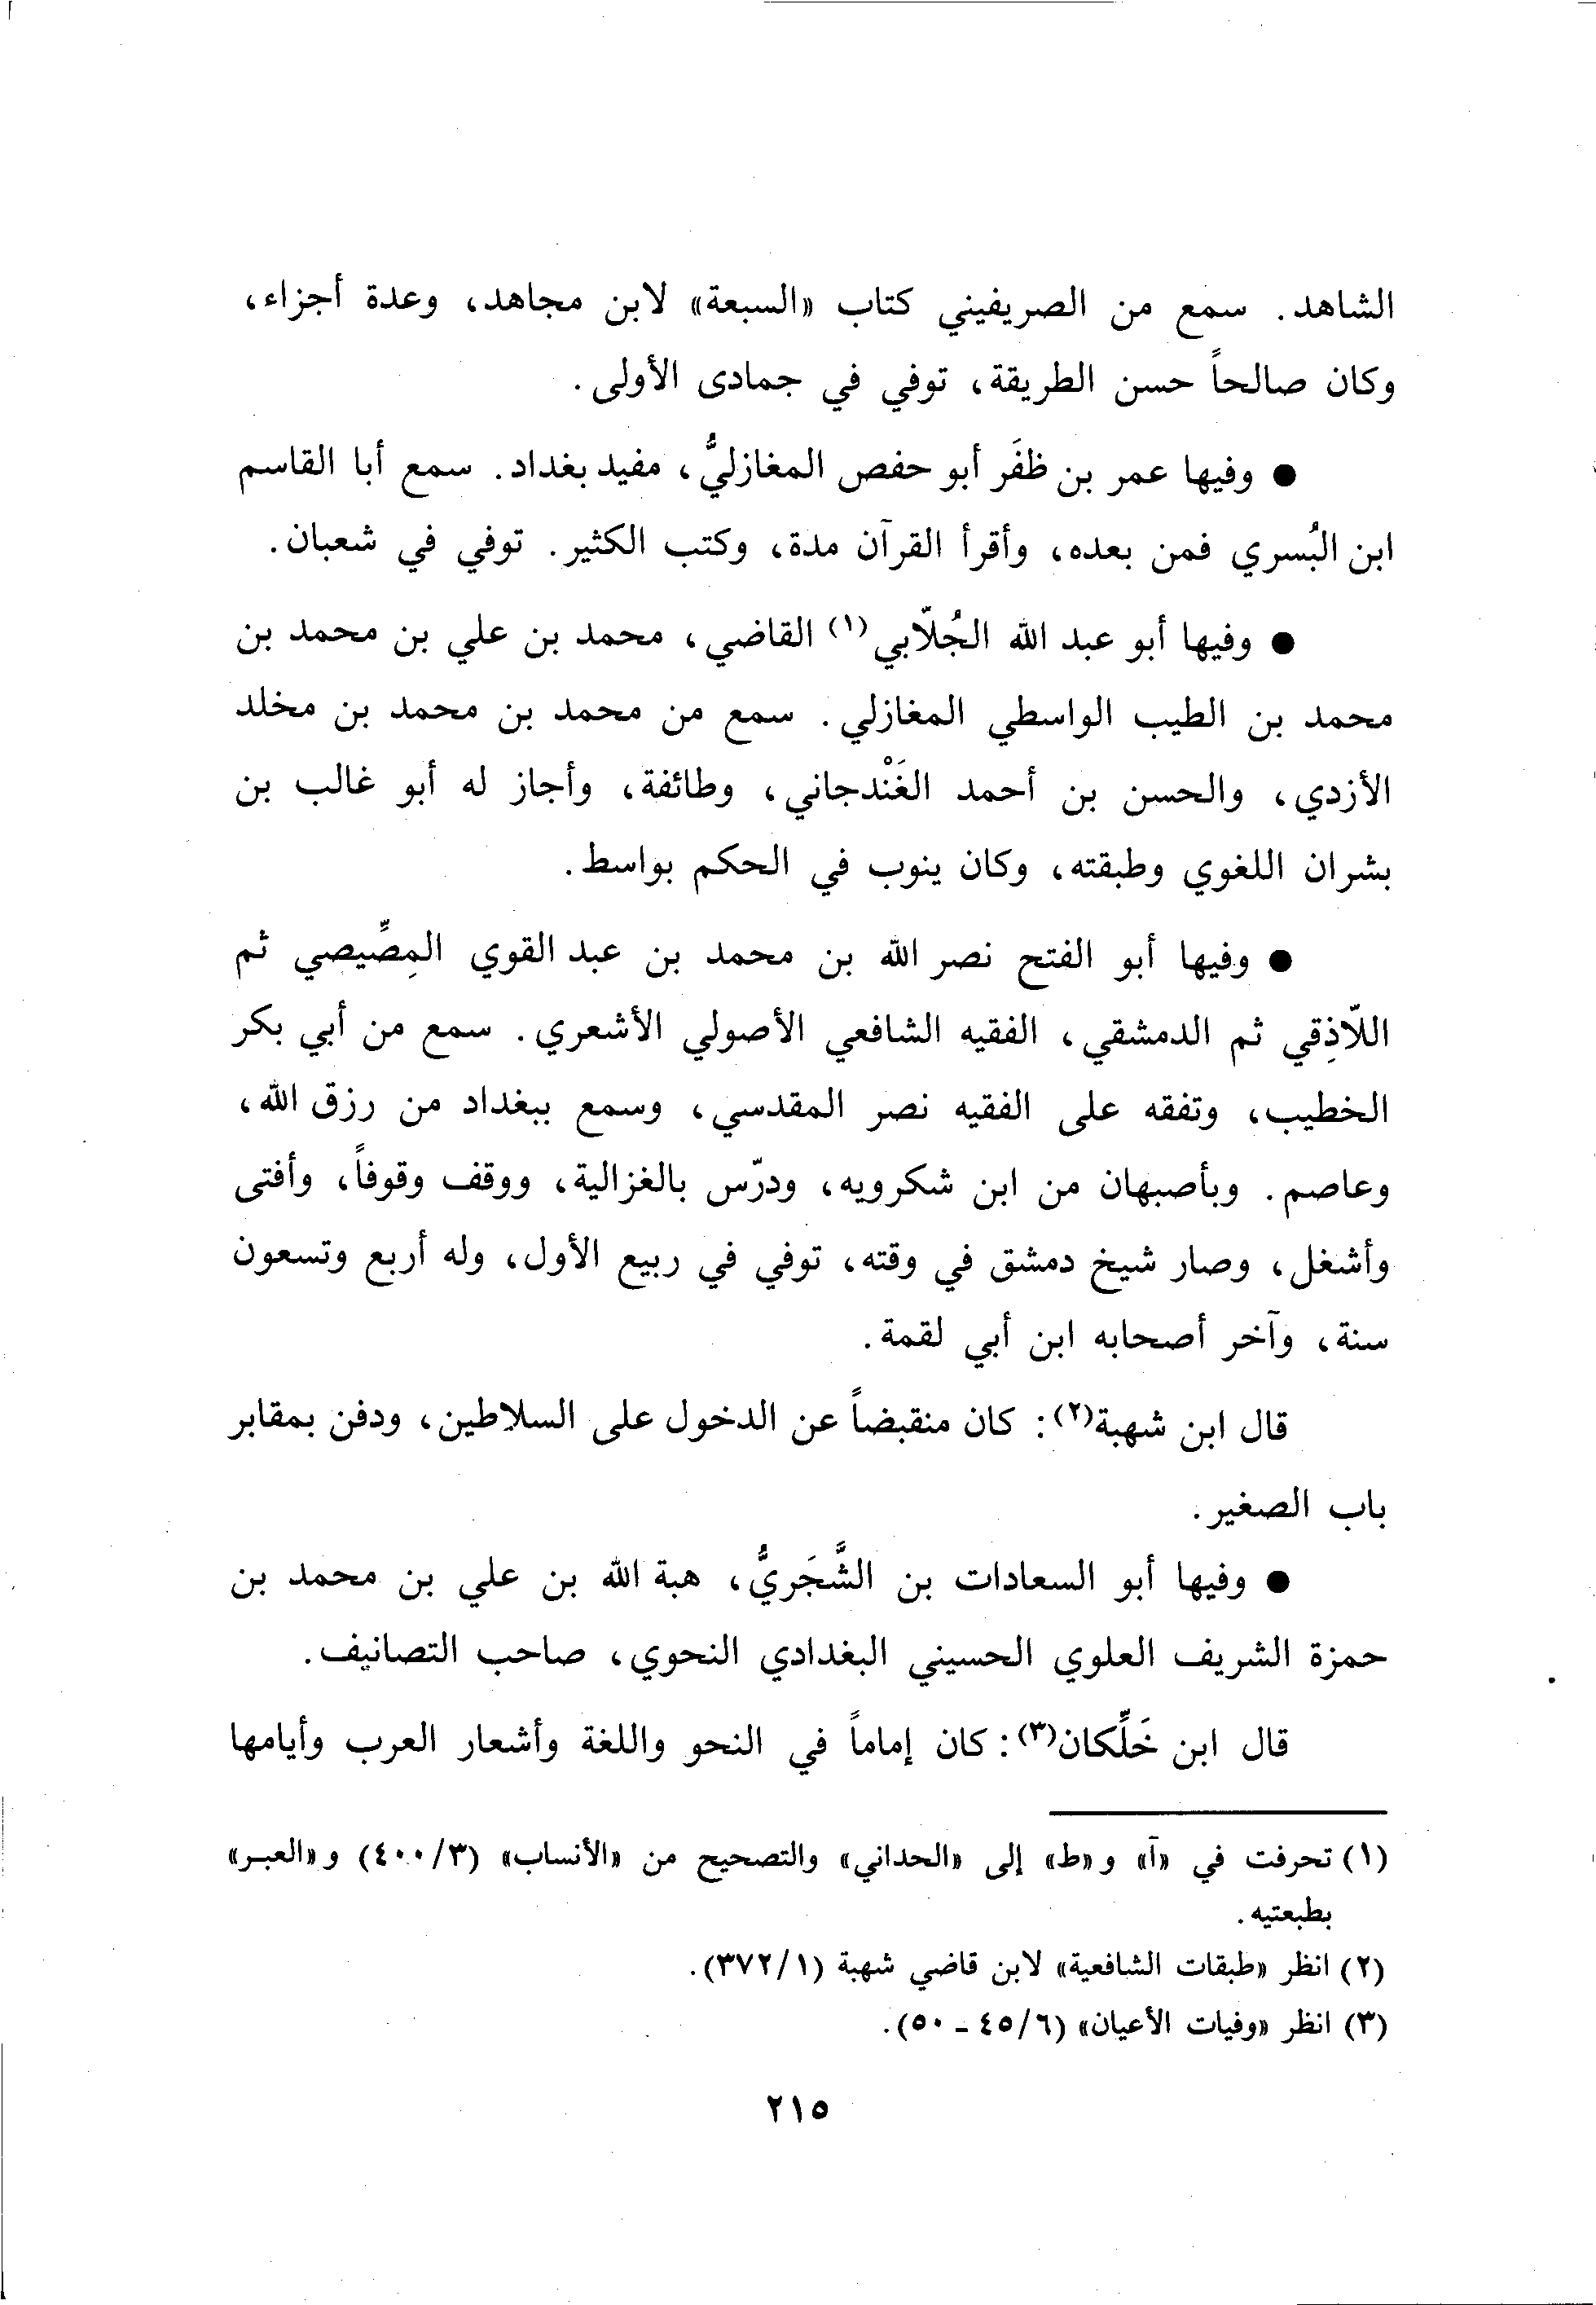 الشاهد. سمع من الصريفيني كتاب «السبعة» لابن مجاهد، وعدة أجزاء،
وكان صالحاً حسن الطريقة، توفي في جمادى الأولى.
● وفيها عمر بن ظفَر أبو حفص المغازليُّ، مفيد بغداد. سمع أبا القاسم
ابن البُسري فمن بعده، وأقرأ القرآن مدة، وكتب الكثير. توفي في شعبان.
● وفيها أبو عبد الله الجُلّابي(١) القاضي، محمد بن علي بن محمد بن
محمد بن الطيب الواسطي المغازلي. سمع من محمد بن محمد بن مخلد
الأزدي، والحسن بن أحمد الغَنْدجاني، وطائفة، وأجاز له أبو غالب بن
بشران اللغوي وطبقته، وكان ينوب في الحكم بواسط.
● وفيها أبو الفتح نصر الله بن محمد بن عبد القوي المِصِّيصي ثم
اللّاذِقي ثم الدمشقي، الفقيه الشافعي الأصولي الأشعري. سمع من أبي بكر
الخطيب، وتفقه على الفقيه نصر المقدسي، وسمع ببغداد من رزق الله،
وعاصم. وبأصبهان من ابن شكرويه، ودرّس بالغزالية، ووقف وقوفاً، وأفتى
وأشغل، وصار شيخ دمشق في وقته، توفي في ربيع الأول، وله أربع وتسعون
سنة، وآخر أصحابه ابن أبي لقمة.
قال ابن شهبة(٢): كان منقبضاً عن الدخول على السلاطين، ودفن بمقابر
باب الصغير.
● وفيها أبو السعادات بن الشَّجَريُّ، هبة الله بن علي بن محمد بن
حمزة الشريف العلوي الحسيني البغدادي النحوي، صاحب التصانيف.
قال ابن خَلِّكان(٣): كان إماماً في النحو واللغة وأشعار العرب وأيامها
(١) تحرفت في «آ» و«ط» إلى «الحداني» والتصحيح من «الأنساب» (٣/٤٠٠) و«العبر»
بطبعتيه.
(٢) انظر «طبقات الشافعية» لابن قاضي شهبة (١/٣٧٢).
(٣) انظر «وفيات الأعيان» (٦/٤٥ - ٥٠).
٢١٥